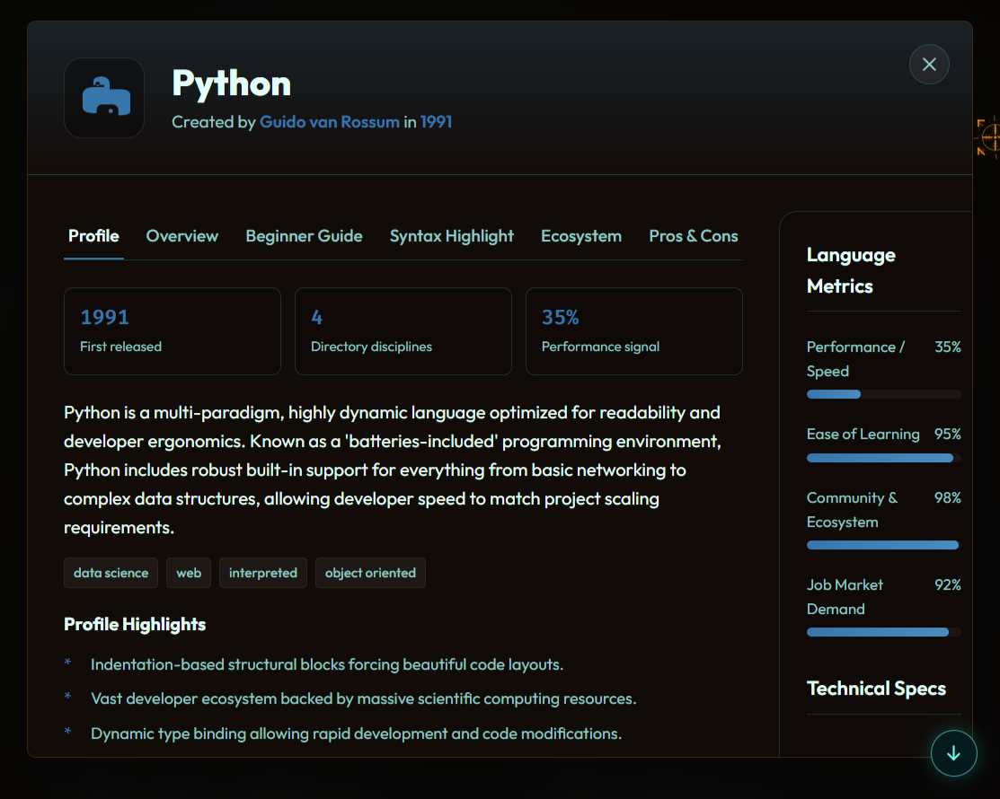 Python
Created by Guido van Rossum in 1991
Profile
Overview
Beginner Guide
Syntax Highlight
Ecosystem
Pros & Cons
1991
First released
4
Directory disciplines
35%
Performance signal
Python is a multi-paradigm, highly dynamic language optimized for readability and
developer ergonomics. Known as a 'batteries-included' programming environment,
Python includes robust built-in support for everything from basic networking to
complex data structures, allowing developer speed to match project scaling
requirements.
data science
web
interpreted
object oriented
Profile Highlights
* Indentation-based structural blocks forcing beautiful code layouts.
* Vast developer ecosystem backed by massive scientific computing resources.
* Dynamic type binding allowing rapid development and code modifications.
Language
Metrics
Performance / 35%
Speed
Ease of Learning 95%
Community & 98%
Ecosystem
Job Market 92%
Demand
Technical Specs